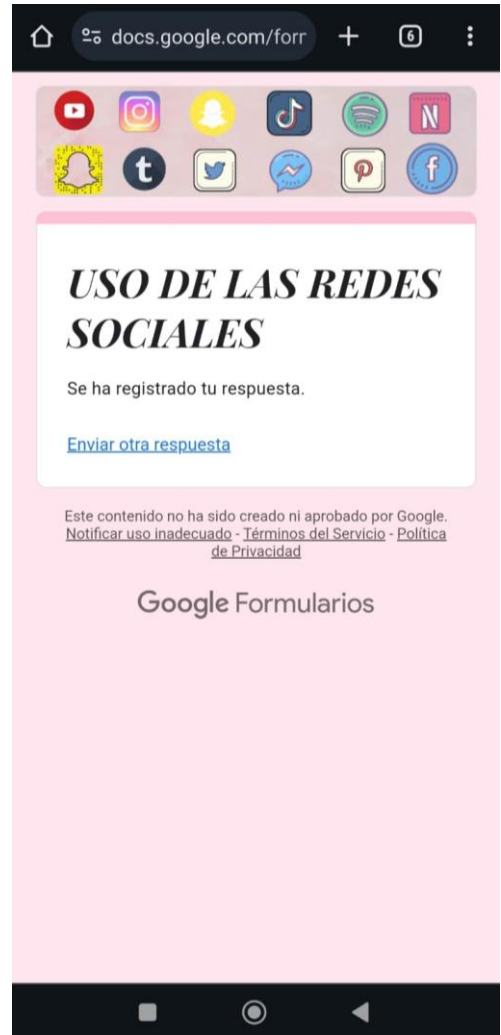 docs.google.com/forr
6
N
t
f
USO DE LAS REDES
SOCIALES
Se ha registrado tu respuesta.
Enviar otra respuesta
Este contenido no ha sido creado ni aprobado por Google.
Notificar uso inadecuado - Términos del Servicio - Política
de Privacidad
Google Formularios